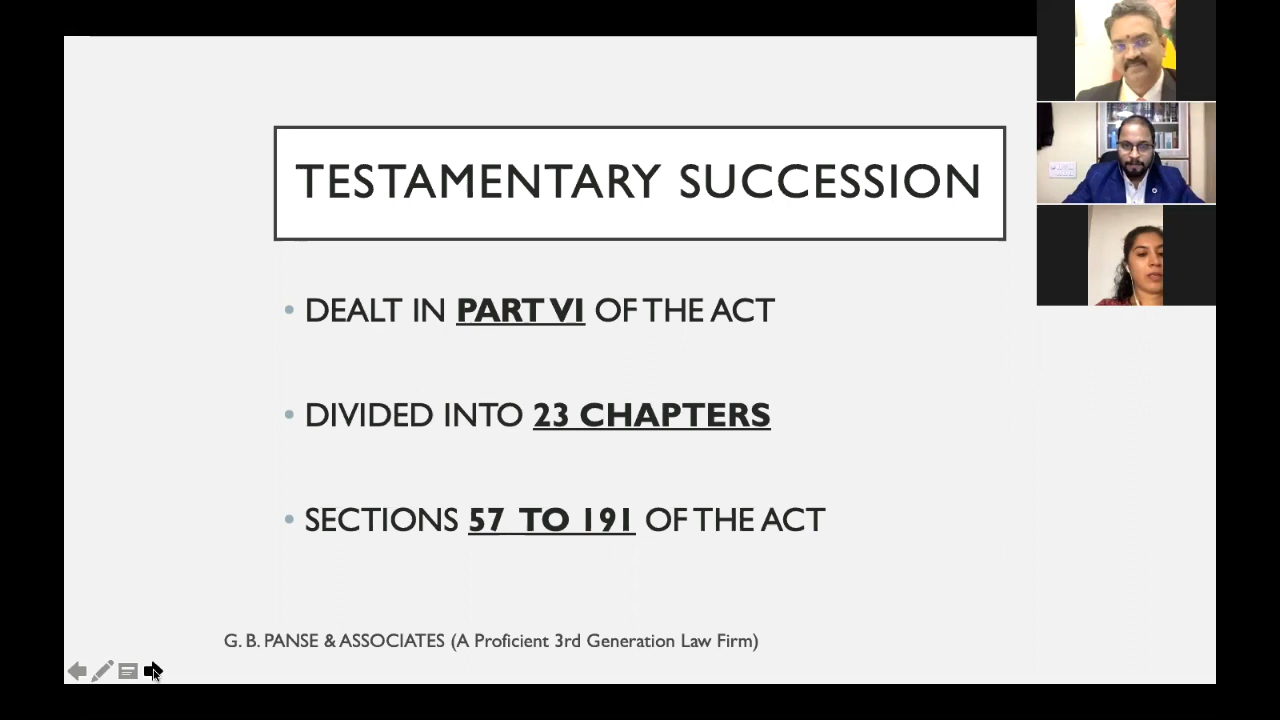 TESTAMENTARY SUCCESSION
• DEALT IN PART VI OF THE ACT
• DIVIDED INTO 23 CHAPTERS
• SECTIONS 57 TO 191 OF THE ACT
G. B. PANSE & ASSOCIATES (A Proficient 3rd Generation Law Firm)